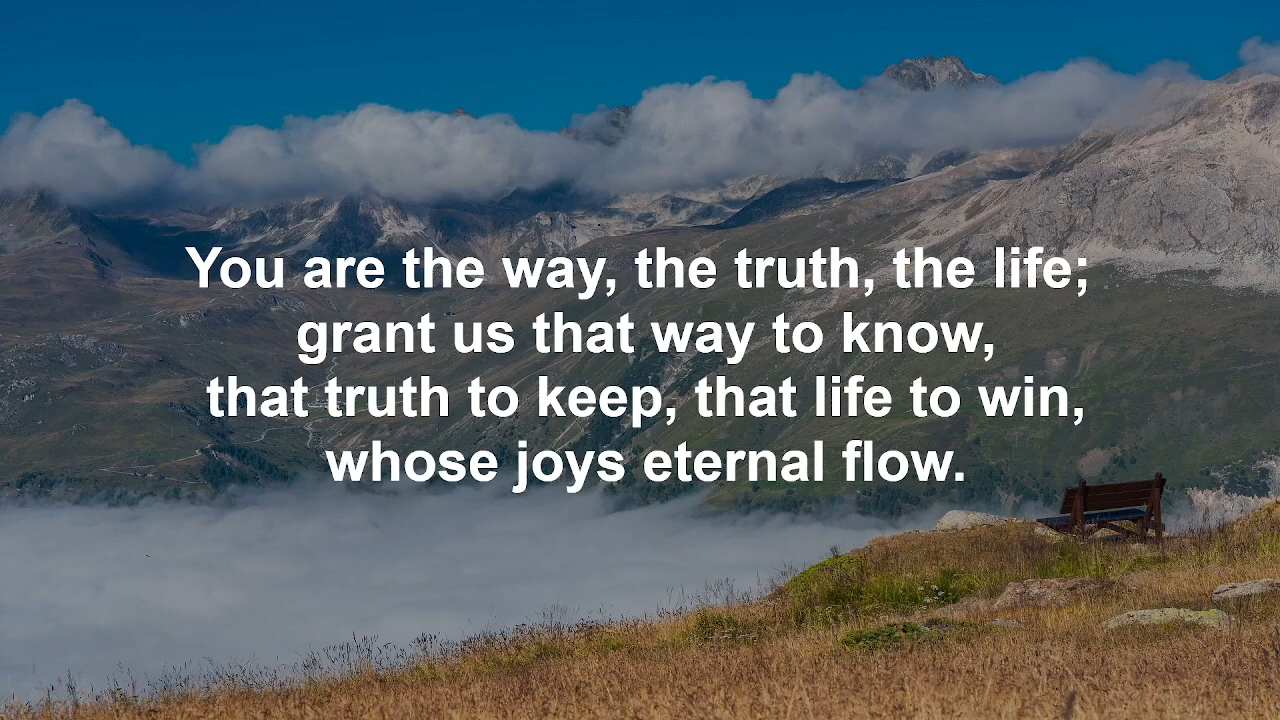 You are the way, the truth, the life;
grant us that way to know,
that truth to keep, that life to win,
whose joys eternal flow.